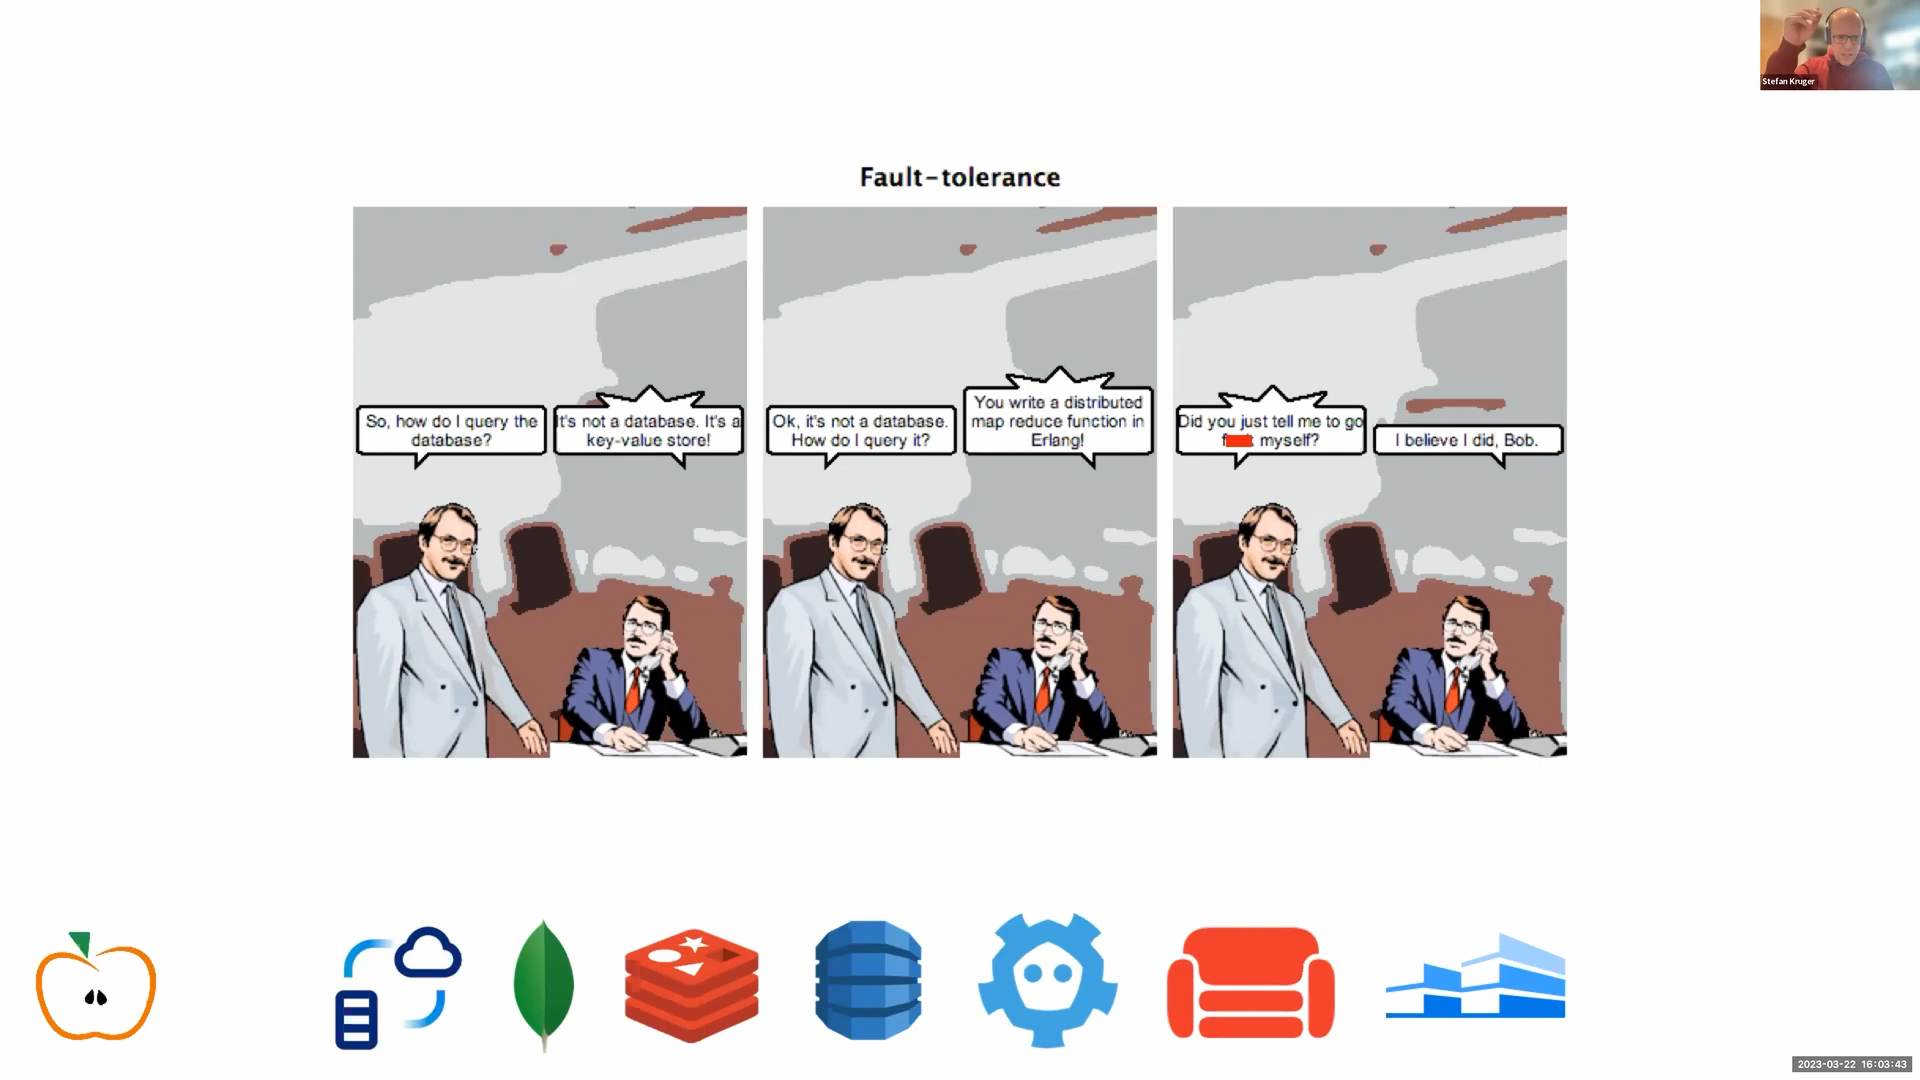 Stefan Kruger
Fault-tolerance
So, how do I query the
database?
It's not a database. It's a
key-value store!
Ok, it's not a database.
How do I query it?
You write a distributed
map reduce function in
Erlang!
Did you just tell me to go
myself?
I believe I did, Bob.
2023-03-22 16:03:43